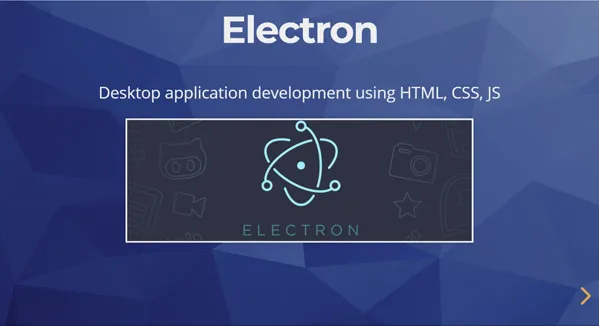 Electron
Desktop application development using HTML, CSS, JS
ELECTRON